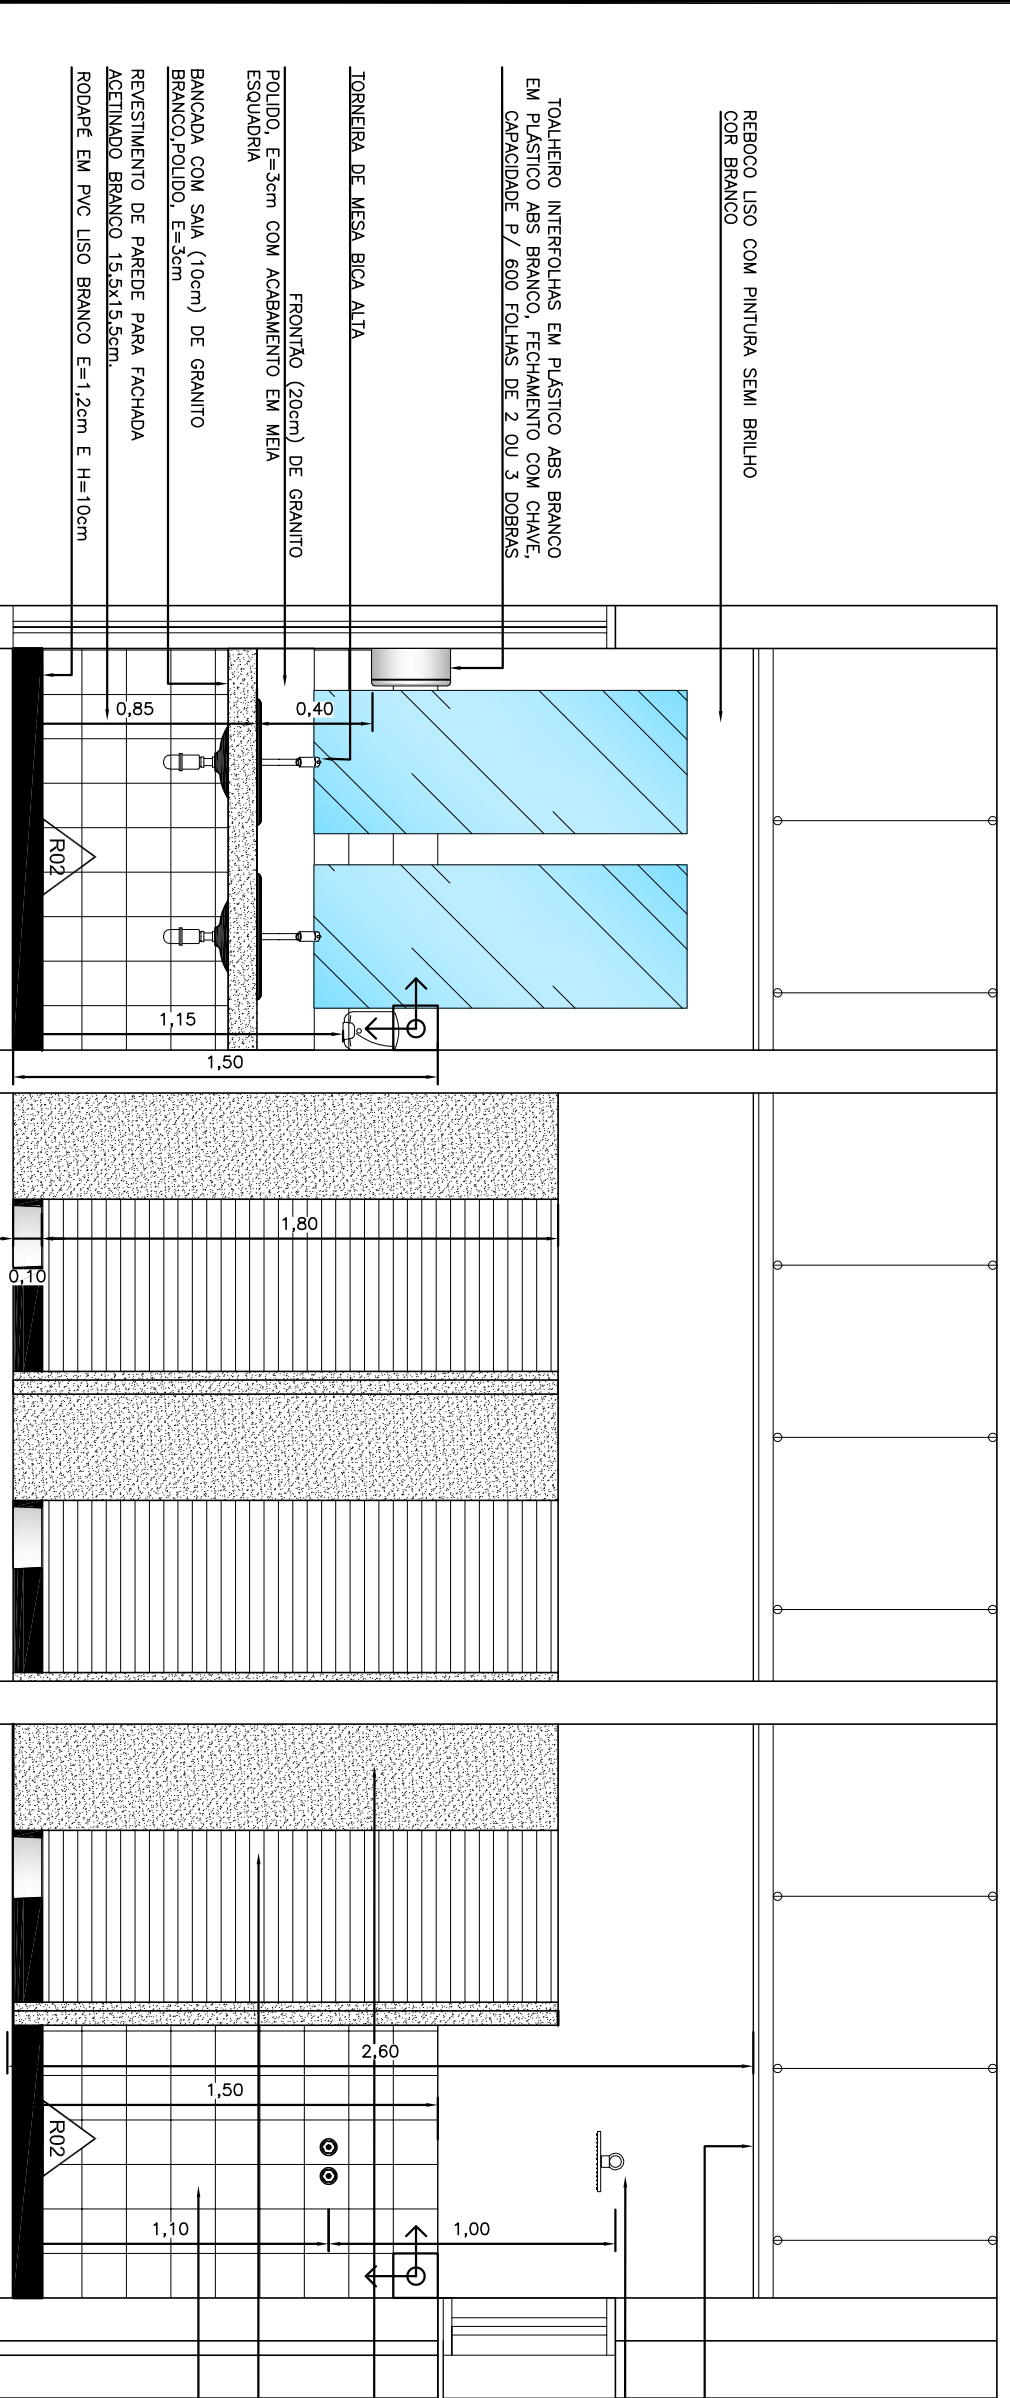 REBOCO LISO COM PINTURA SEMI BRILHO
COR BRANCO
TOALHEIRO INTERFOLHAS EM PLÁSTICO ABS BRANCO
EM PLÁSTICO ABS BRANCO, FECHAMENTO COM CHAVE,
CAPACIDADE P/ 600 FOLHAS DE 2 OU 3 DOBRAS
TORNEIRA DE MESA BICA ALTA
FRONTÃO (20cm) DE GRANITO
POLIDO, E=3cm COM ACABAMENTO EM MEIA
ESQUADRIA
BANCADA COM SAIA (10cm) DE GRANITO
BRANCO,POLIDO, E=3cm
REVESTIMENTO DE PAREDE PARA FACHADA
ACETINADO BRANCO 15,5x15,5cm.
RODAPÉ EM PVC LISO BRANCO E=1,2cm E H=10cm
0,85
0,40
R02
1,15
1,50
1,80
0,10
2,60
1,50
R02
1,10
1,00